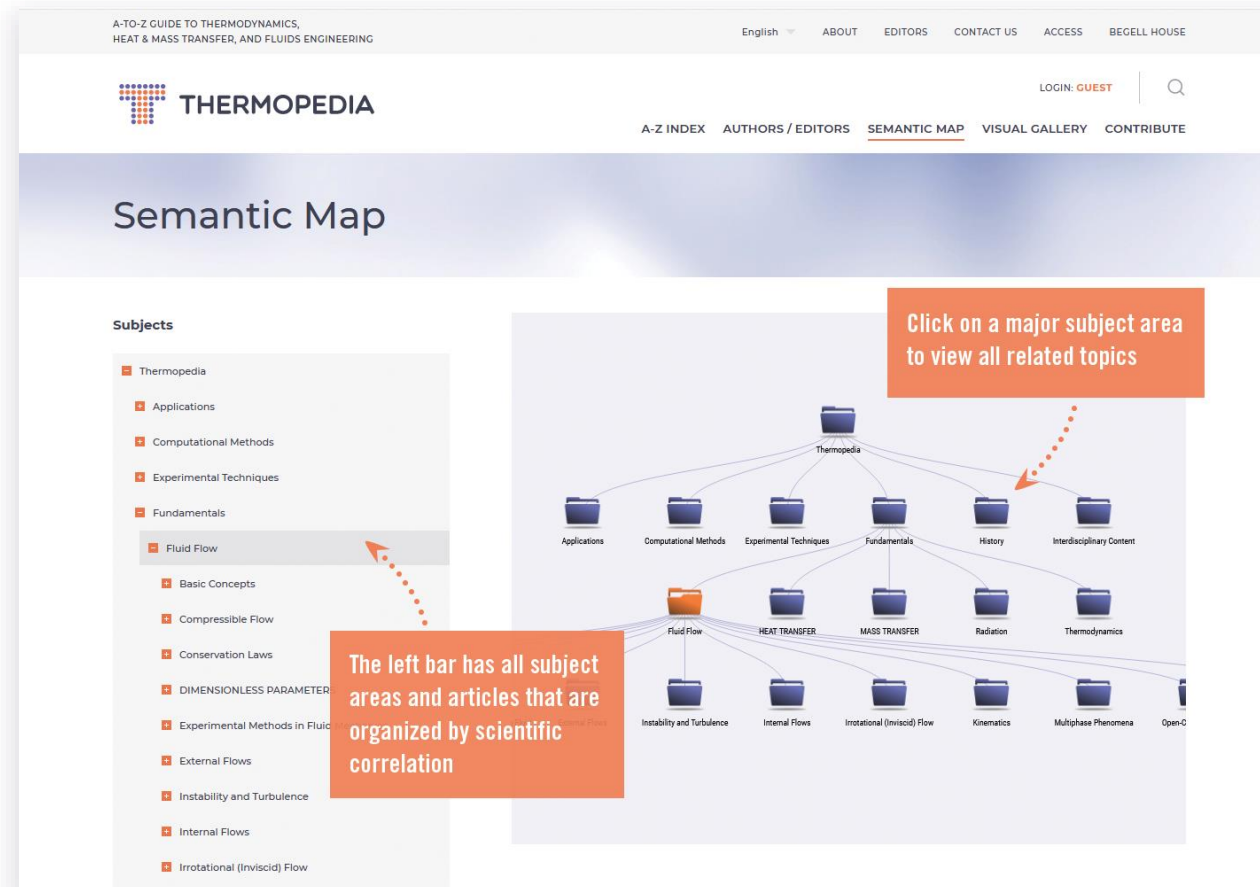 A-TO-Z GUIDE TO THERMODYNAMICS,
HEAT & MASS TRANSFER, AND FLUIDS ENGINEERING
English ABOUT EDITORS CONTACT US ACCESS BEGELL HOUSE
THERMOPEDIA
LOGIN: GUEST
A-Z INDEX AUTHORS / EDITORS SEMANTIC MAP VISUAL GALLERY CONTRIBUTE
Semantic Map
Subjects
Thermopedia
Applications
Computational Methods
Experimental Techniques
Fundamentals
Fluid Flow
Basic Concepts
Compressible Flow
Conservation Laws
DIMENSIONLESS PARAMETERS
Experimental Methods in Fluid
External Flows
Instability and Turbulence
Internal Flows
Irrotational (Inviscid) Flow
The left bar has all subject
areas and articles that are
organized by scientific
correlation
Click on a major subject area
to view all related topics
Thermopedia
Applications Computational Methods Experimental Techniques Fundamentals History Interdisciplinary Content
Fluid Flow HEAT TRANSFER MASS TRANSFER Radiation Thermodynamics
External Flows Instability and Turbulence Internal Flows Irrotational (Inviscid) Flow Kinematics Multiphase Phenomena Open-C